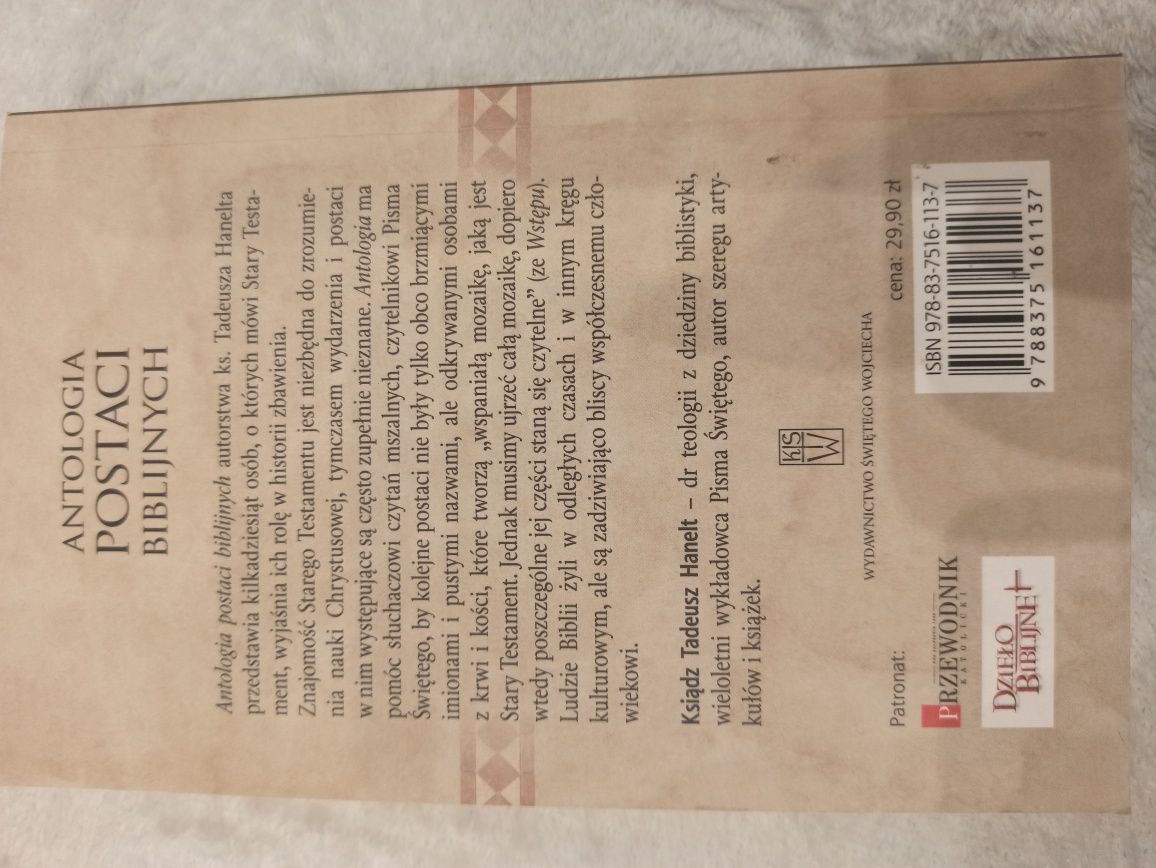 ANTOLOGIA
POSTACI
BIBLIJNYCH
Antologia postaci biblijnych autorstwa ks. Tadeusza Hanelta
przedstawia kilkadziesiąt osób, o których mówi Stary Testa-
ment, wyjaśnia ich rolę w historii zbawienia.
Znajomość Starego Testamentu jest niezbędna do zrozumie-
nia nauki Chrystusowej, tymczasem wydarzenia i postaci
w nim występujące są często zupełnie nieznane. Antologia ma
pomóc słuchaczowi czytań mszalnych, czytelnikowi Pisma
Świętego, by kolejne postaci nie były tylko obco brzmiącymi
imionami i pustymi nazwami, ale odkrywanymi osobami
z krwi i kości, które tworzą „wspaniałą mozaikę, jaką jest
Stary Testament. Jednak musimy ujrzeć całą mozaikę, dopiero
wtedy poszczególne jej części staną się czytelne” (ze Wstępu).
Ludzie Biblii żyli w odległych czasach i w innym kręgu
kulturowym, ale są zadziwiająco bliscy współczesnemu czło-
wiekowi.
Ksiądz Tadeusz Hanelt – dr teologii z dziedziny biblistyki,
wieloletni wykładowca Pisma Świętego, autor szeregu arty-
kułów i książek.
KS
W
WYDAWNICTWO ŚWIĘTEGO WOJCIECHA
Patronat:
PRZEWODNIK
KATOLICKI
DZIEŁO
BIBLIJNE
cena: 29,90 zł
ISBN 978-83-7516-113-7
9 788375 161137